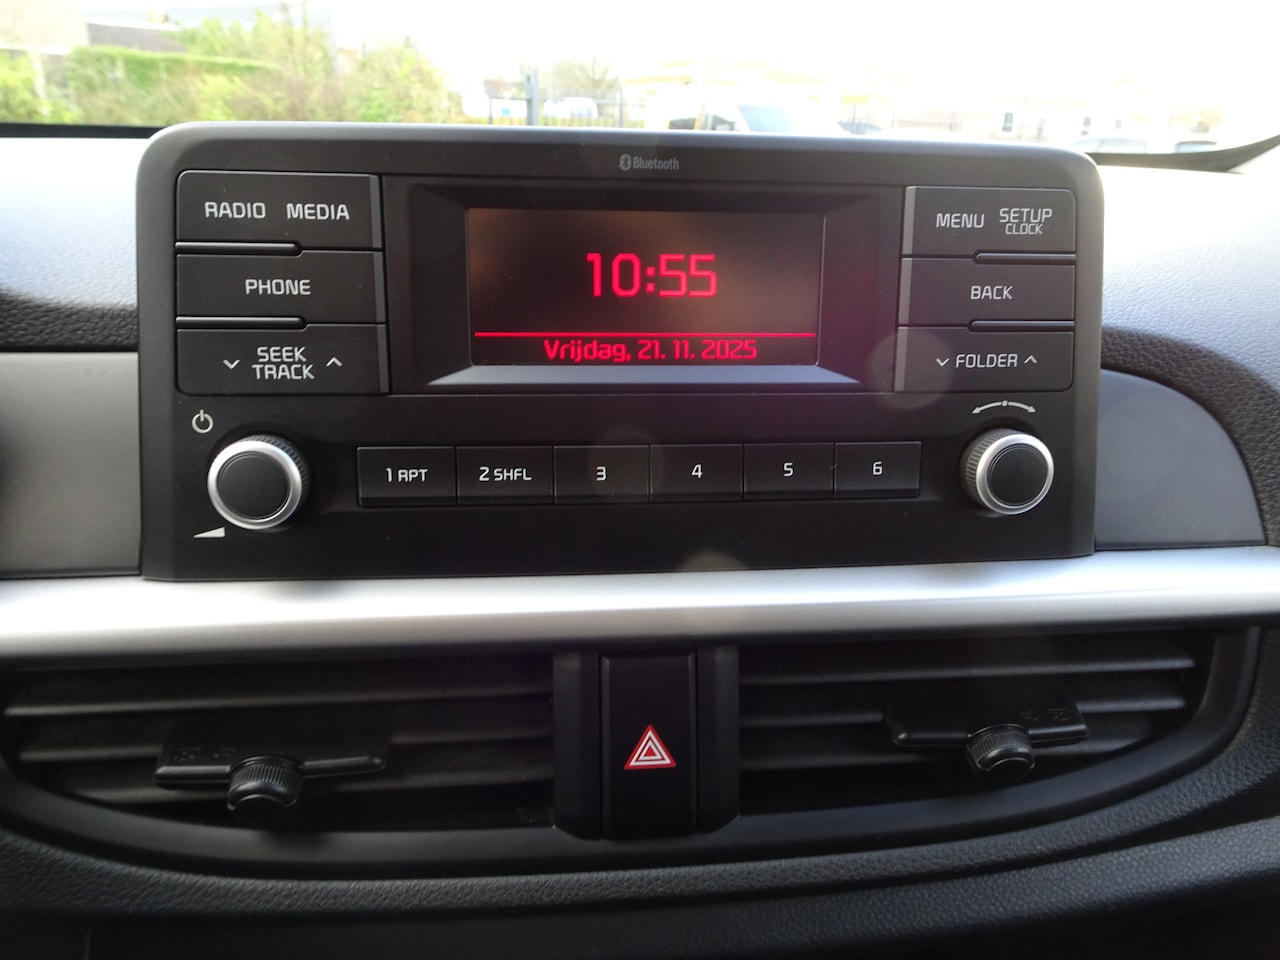 Bluetooth
RADIO MEDIA
PHONE
SEEK
TRACK
10:55
Vrijdag, 21. 11. 2025
MENU SETUP
CLOCK
BACK
FOLDER
1 RPT
2 SHFL
3
4
5
6